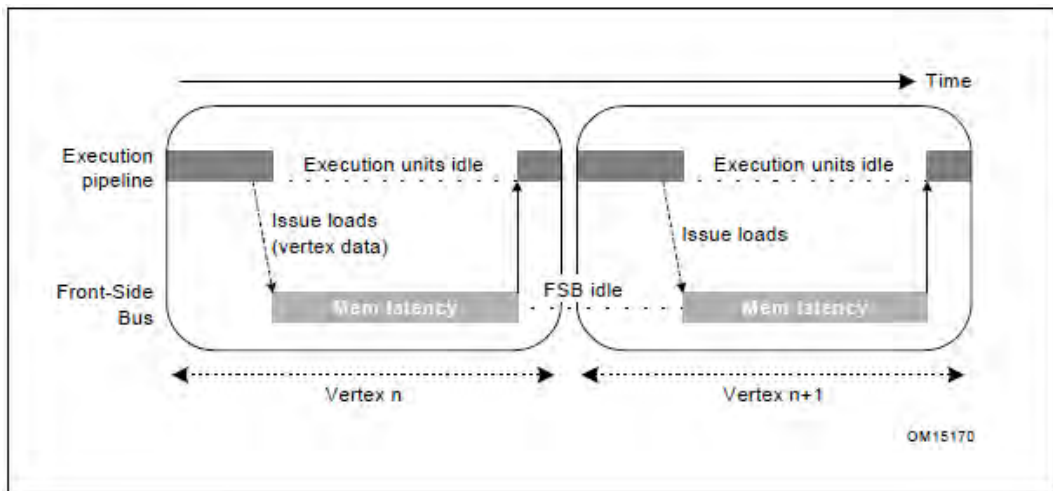 Time
Execution
pipeline
Execution units idle
Execution units idle
Issue loads
(vertex data)
Issue loads
Front-Side
Bus
Mem latency
FSB idle
Mem latency
Vertex n
Vertex n+1
OM15170